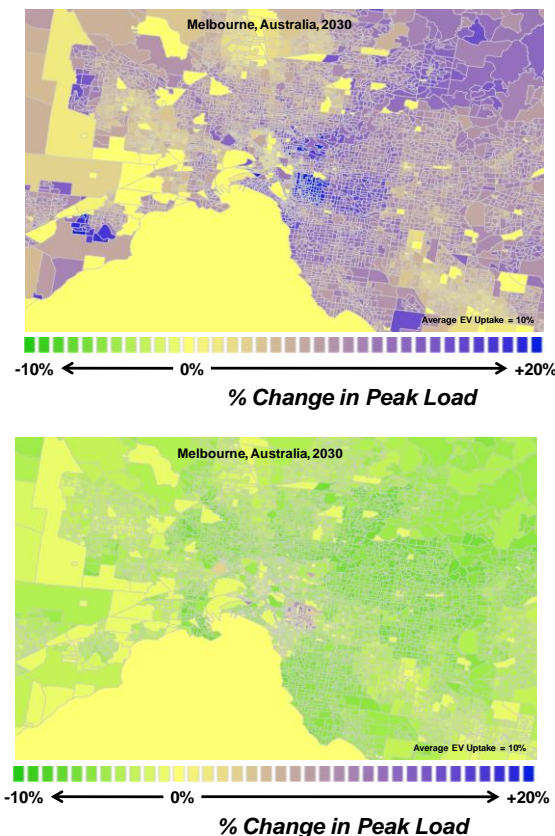 Melbourne, Australia, 2030
Average EV Uptake = 10%
-10%
0%
+20%
% Change in Peak Load
Melbourne, Australia, 2030
Average EV Uptake = 10%
-10%
0%
+20%
% Change in Peak Load